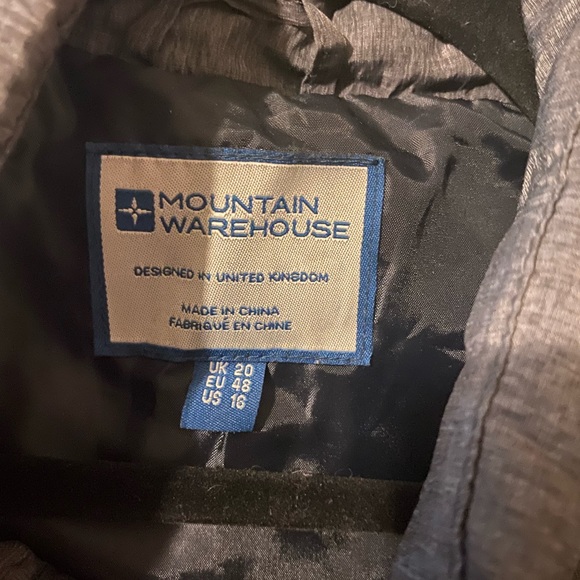 MOUNTAIN
WAREHOUSE
DESIGNED IN UNITED KINGDOM
MADE IN CHINA
FABRIQUÉ EN CHINE
UK 20
EU 48
US 16